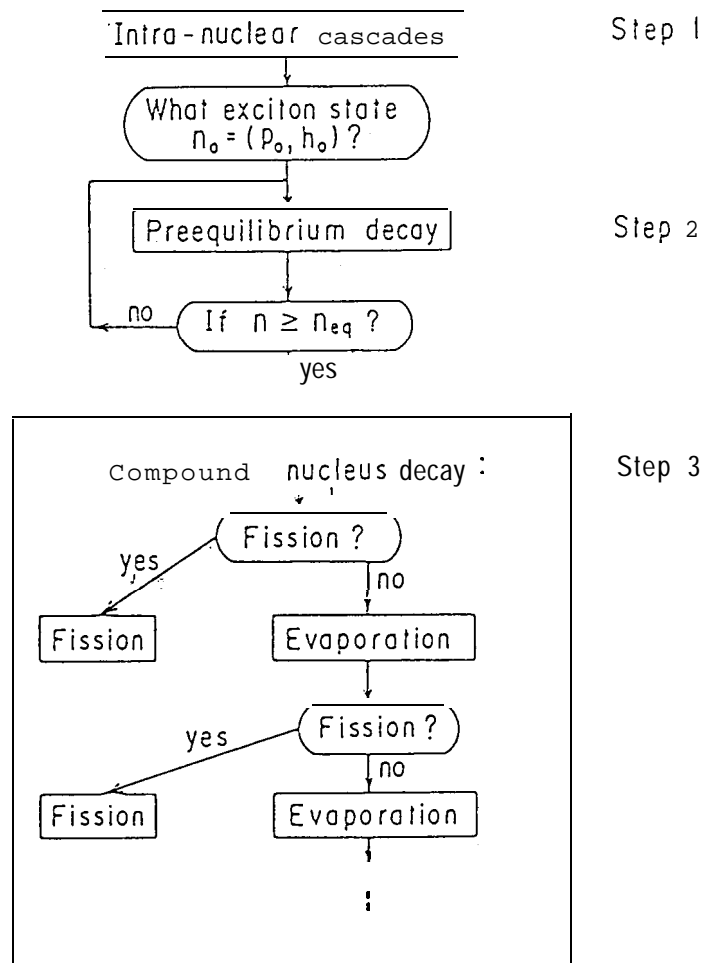 Intra-nuclear cascades Step 1
What exciton state
n₀ = (p₀, h₀) ?
Preequilibrium decay Step 2
no If n ≥ n_eq ?
yes
Compound nucleus decay : Step 3
Fission ?
yes
no
Fission Evaporation
Fission ?
yes
no
Fission Evaporation